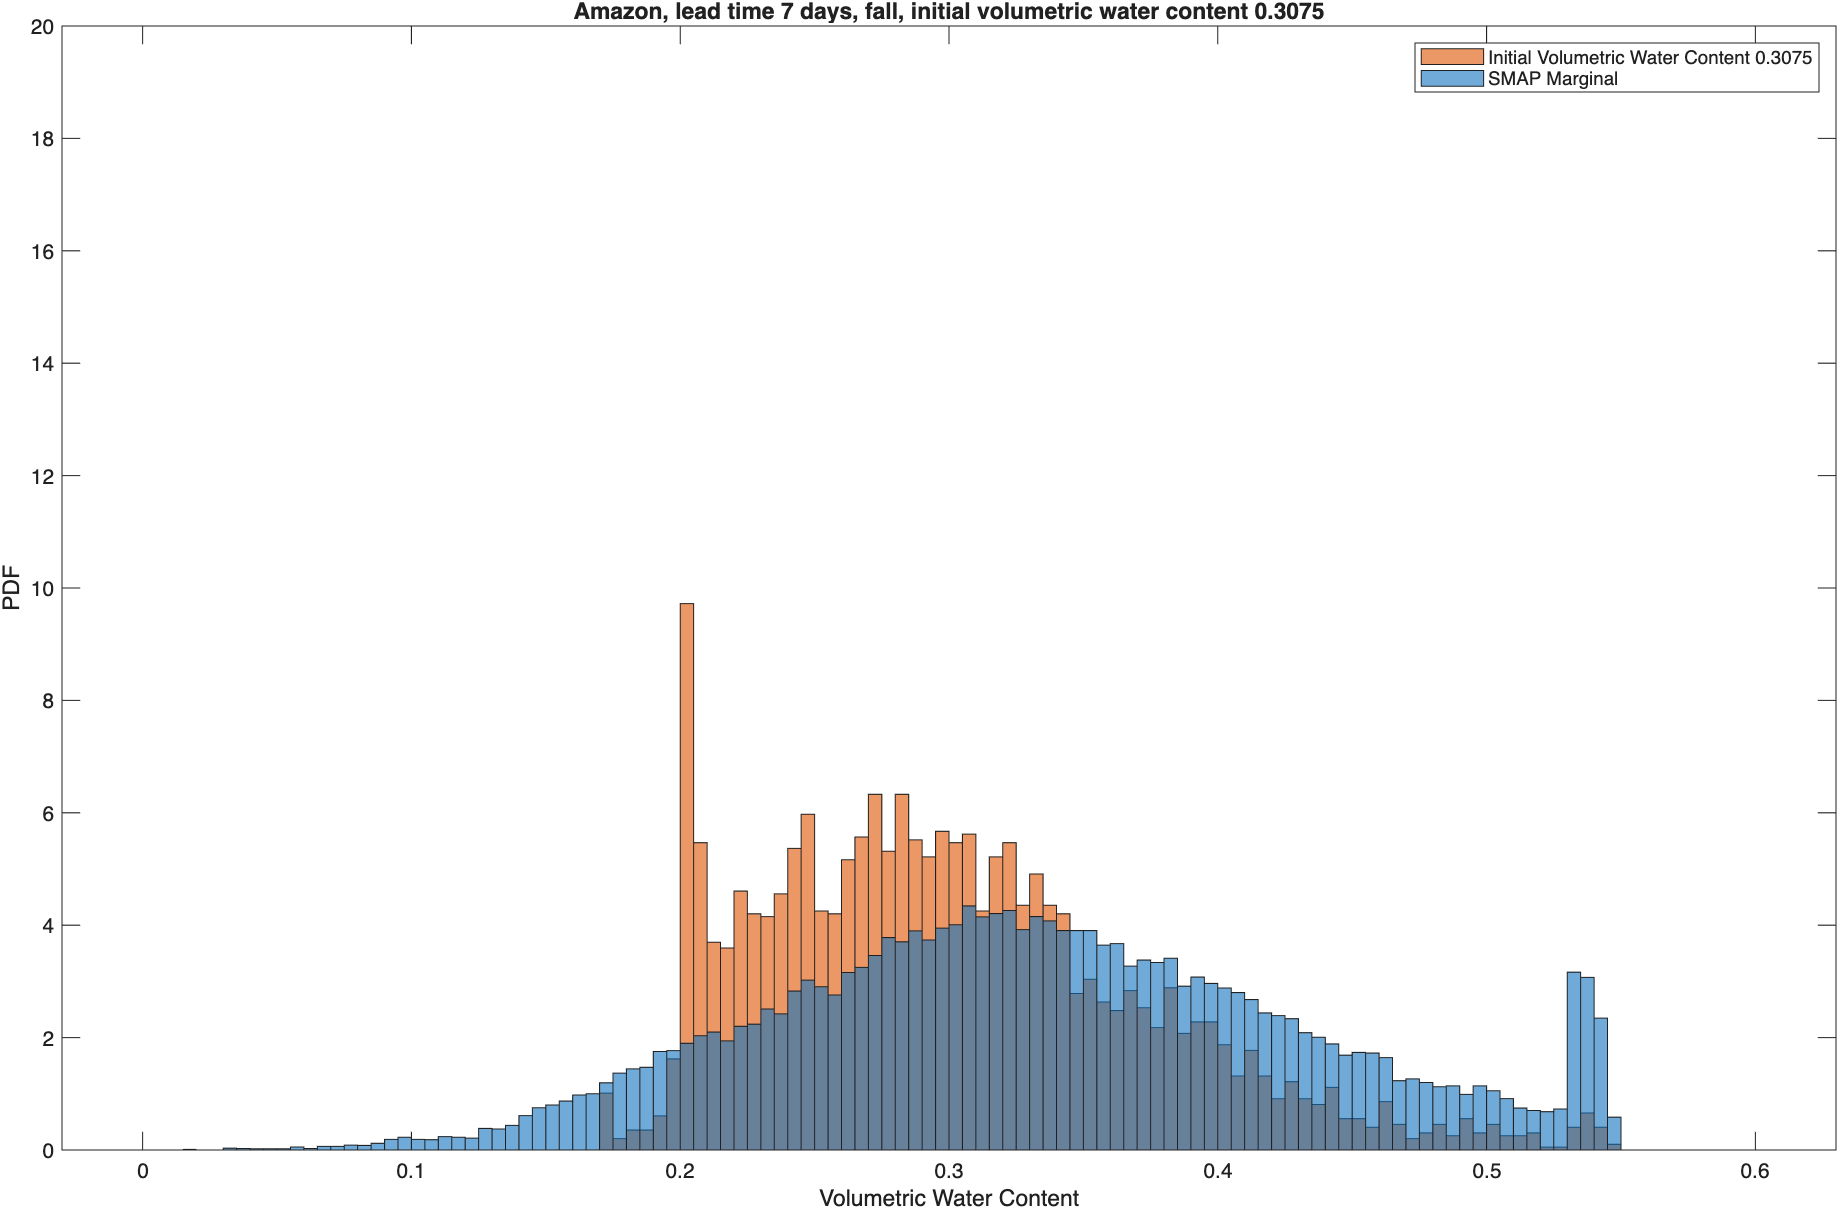 Amazon, lead time 7 days, fall, initial volumetric water content 0.3075
Initial Volumetric Water Content 0.3075
SMAP Marginal
20
18
16
14
12
10
8
6
4
2
0
PDF
0 0.1 0.2 0.3 0.4 0.5 0.6
Volumetric Water Content